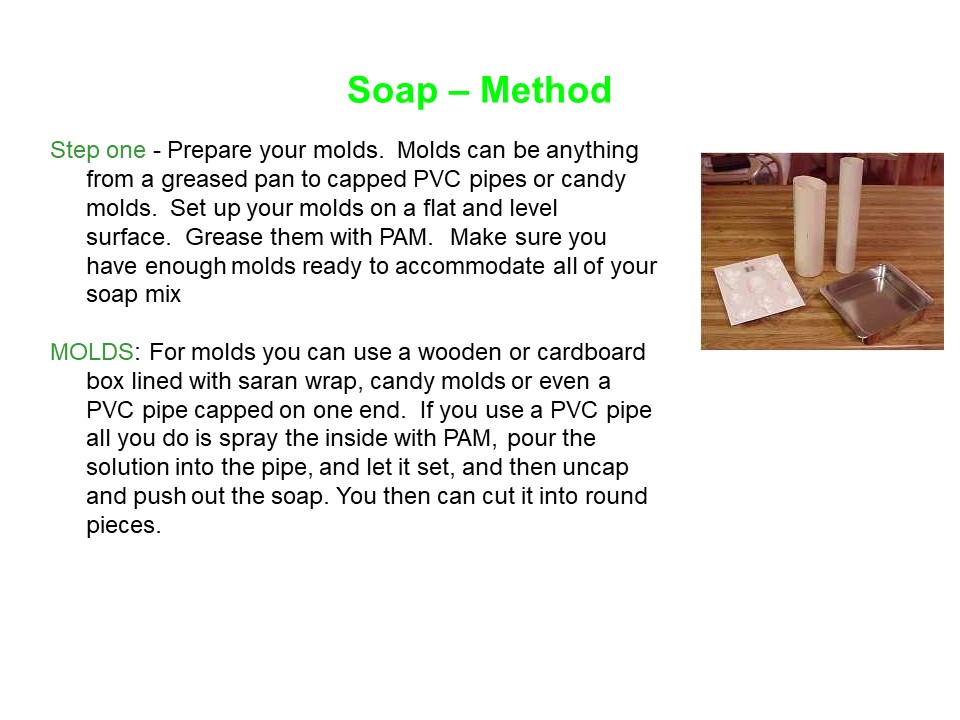 Soap – Method
Step one - Prepare your molds.  Molds can be anything
from a greased pan to capped PVC pipes or candy
molds.  Set up your molds on a flat and level
surface.  Grease them with PAM.  Make sure you
have enough molds ready to accommodate all of your
soap mix
MOLDS: For molds you can use a wooden or cardboard
box lined with saran wrap, candy molds or even a
PVC pipe capped on one end.  If you use a PVC pipe
all you do is spray the inside with PAM, pour the
solution into the pipe, and let it set, and then uncap
and push out the soap. You then can cut it into round
pieces.